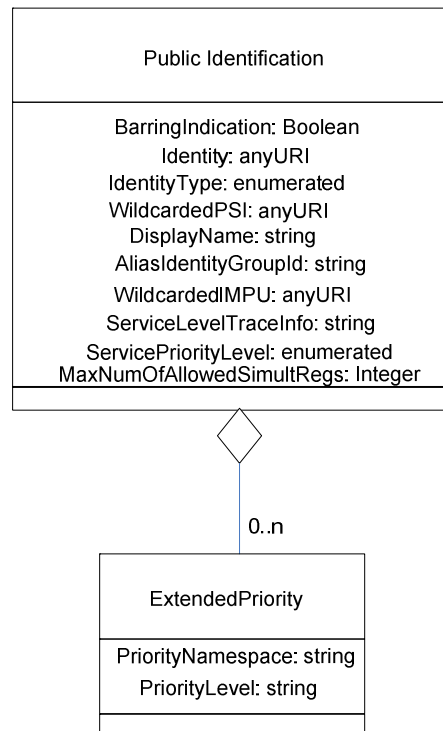 Public Identification
BarringIndication: Boolean
Identity: anyURI
IdentityType: enumerated
WildcardedPSI: anyURI
DisplayName: string
AliasIdentityGroupId: string
WildcardedIMPU: anyURI
ServiceLevelTraceInfo: string
ServicePriorityLevel: enumerated
MaxNumOfAllowedSimultRegs: Integer
0..n
ExtendedPriority
PriorityNamespace: string
PriorityLevel: string